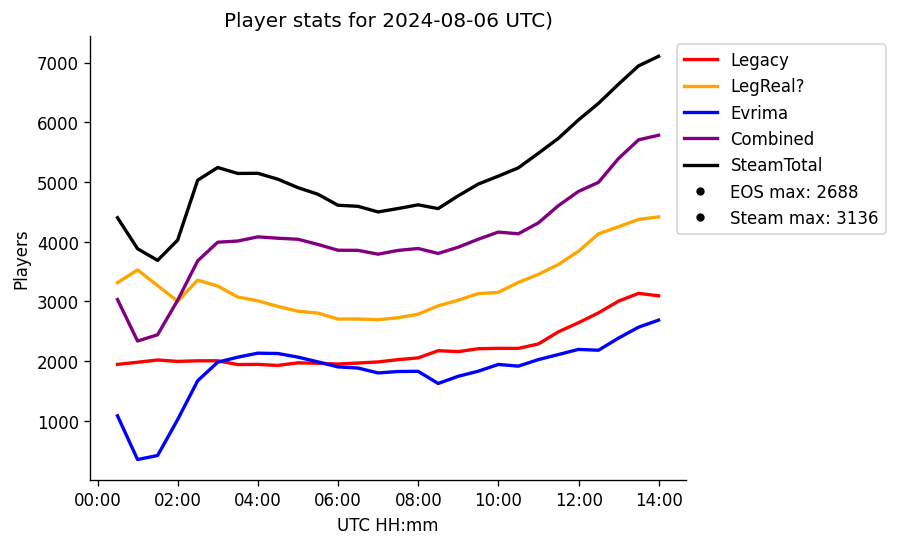 Player stats for 2024-08-06 UTC)
Legacy
LegReal?
Evrima
Combined
SteamTotal
EOS max: 2688
Steam max: 3136
Players
7000
6000
5000
4000
3000
2000
1000
00:00 02:00 04:00 06:00 08:00 10:00 12:00 14:00
UTC HH:mm